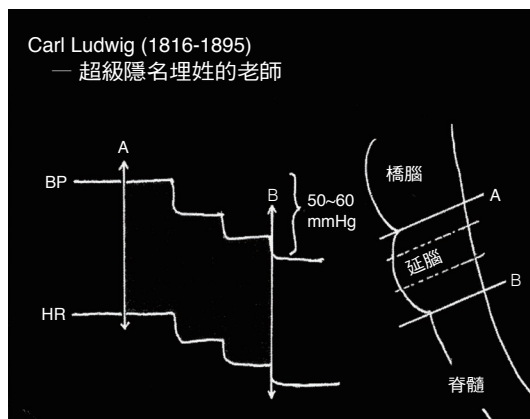 Carl Ludwig (1816-1895)
— 超級隱名埋姓的老師
A
BP
B
50~60
mmHg
HR
橋腦
A
延腦
B
脊髓